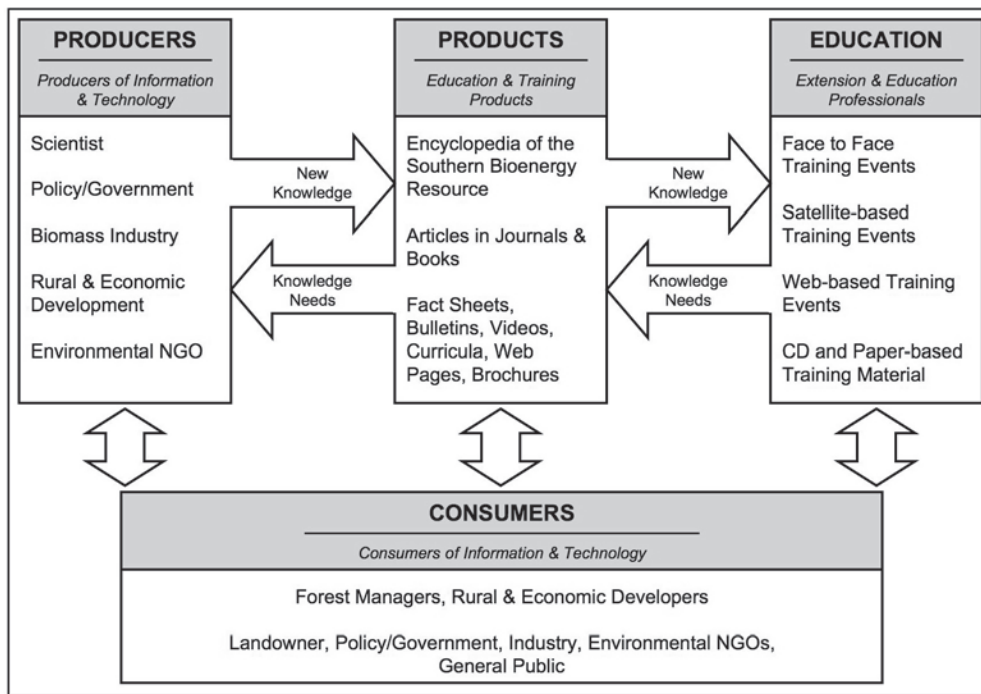 PRODUCERS
Producers of Information
& Technology
Scientist
Policy/Government
Biomass Industry
Rural & Economic
Development
Environmental NGO
New
Knowledge
Knowledge
Needs
PRODUCTS
Education & Training
Products
Encyclopedia of the
Southern Bioenergy
Resource
Articles in Journals &
Books
Fact Sheets,
Bulletins, Videos,
Curricula, Web
Pages, Brochures
New
Knowledge
Knowledge
Needs
EDUCATION
Extension & Education
Professionals
Face to Face
Training Events
Satellite-based
Training Events
Web-based Training
Events
CD and Paper-based
Training Material
CONSUMERS
Consumers of Information & Technology
Forest Managers, Rural & Economic Developers
Landowner, Policy/Government, Industry, Environmental NGOs,
General Public